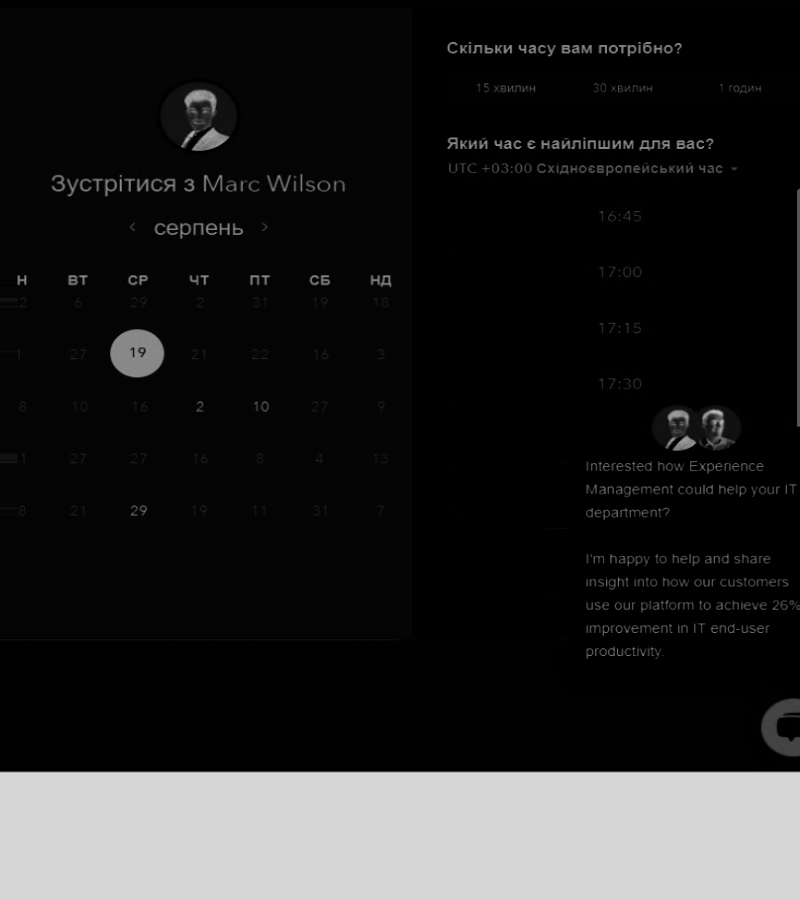 Зустрітися з Marc Wilson
серпень
Н ВТ СР ЧТ ПТ СБ НД
2 6 29 2 31 19 18
1 27 19 21 22 16 3
8 10 16 2 10 27 9
1 27 27 16 8 4 13
8 21 29 19 11 31 7
Скільки часу вам потрібно?
15 хвилин 30 хвилин 1 годин
Який час є найліпшим для вас?
UTC +03:00 Східноєвропейський час
16:45
17:00
17:15
17:30
Interested how Experience
Management could help your IT
department?
I'm happy to help and share
insight into how our customers
use our platform to achieve 26%
improvement in IT end-user
productivity.